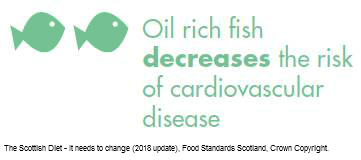 Oil rich fish
decreases the risk
of cardiovascular
disease
The Scottish Diet - It needs to change (2018 update), Food Standards Scotland, Crown Copyright.